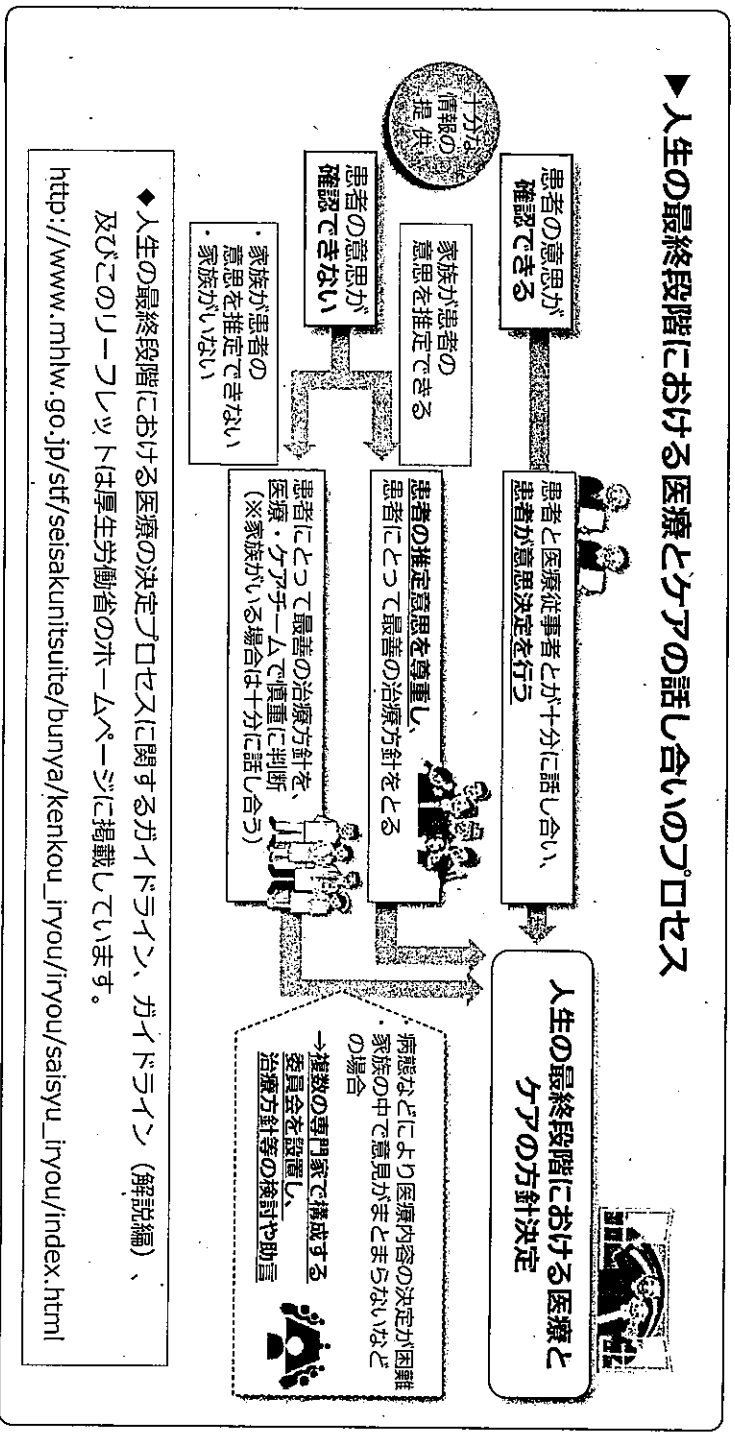 ▶人生の最終段階における医療とケアの話し合いのプロセス
十分な
情報の
提供
患者の意思が
確認できる
患者と医療従事者とが十分に話し合い、
患者が意思決定を行う
人生の最終段階における医療と
ケアの方針決定
家族が患者の
意思を推定できる
患者の推定意思を尊重し、
患者にとって最善の治療方針をとる
患者の意思が
確認できない
・家族が患者の
意思を推定できない
・家族がいない
患者にとって最善の治療方針を、
医療・ケアチームで慎重に判断
(※家族がいる場合は十分に話し合う)
・病態などにより医療内容の決定が困難
・家族の中で意見がまとまらないなど
の場合
→複数の専門家で構成する
委員会を設置し、
治療方針等の検討や助言
◆人生の最終段階における医療の決定プロセスに関するガイドライン、ガイドライン(解説編)、
及びこのリーフレットは厚生労働省のホームページに掲載しています。
http://www.mhlw.go.jp/stf/seisakunitsuite/bunya/kenkou_iryou/iryou/saisyu_iryou/index.html